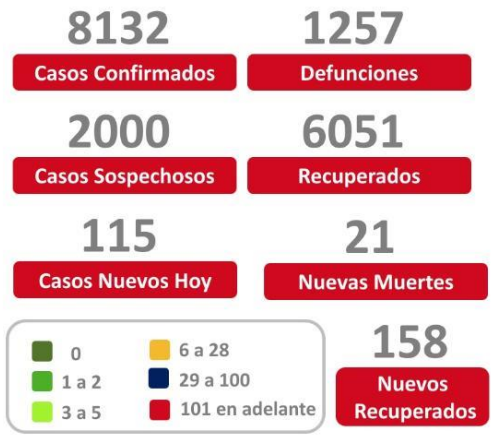 8132 1257
Casos Confirmados Defunciones
2000 6051
Casos Sospechosos Recuperados
115 21
Casos Nuevos Hoy Nuevas Muertes
0 6 a 28
1 a 2 29 a 100
3 a 5 101 en adelante
158
Nuevos
Recuperados